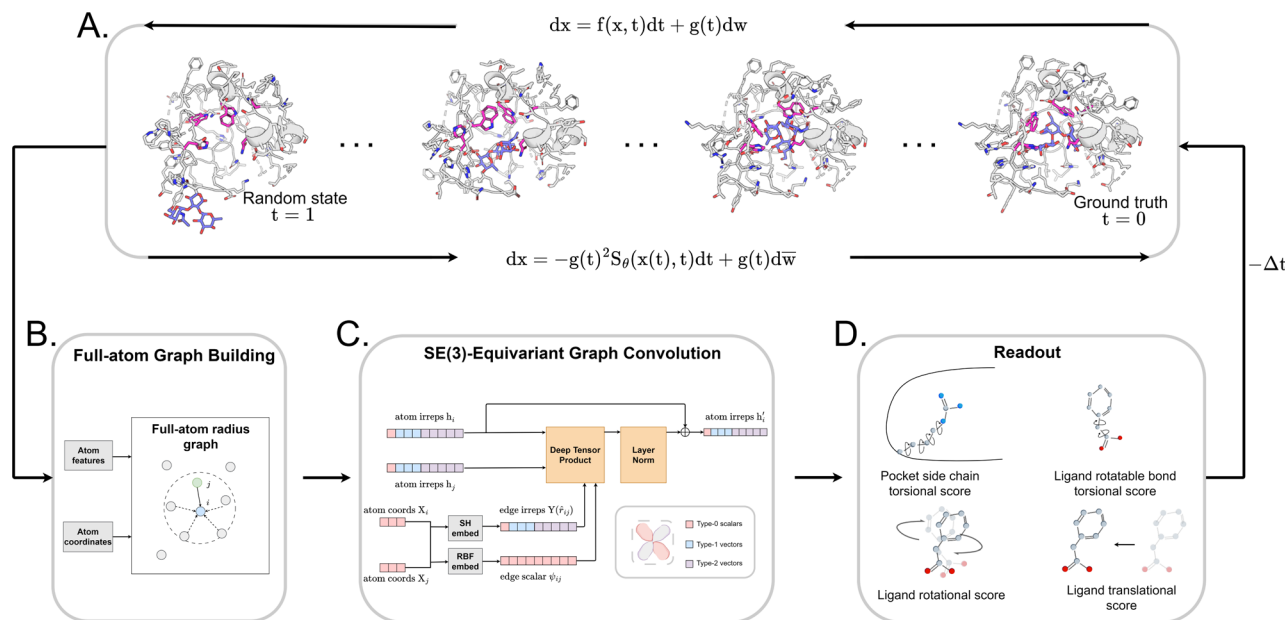 A.
dx = f(x, t)dt + g(t)dw
Random state
t = 1
...
...
...
Ground truth
t = 0
dx = −g(t)²S_θ(x(t), t)dt + g(t)dw̅
−Δt
B.
Full-atom Graph Building
Atom
features
Atom
coordinates
Full-atom radius
graph
j
i
C.
SE(3)-Equivariant Graph Convolution
atom irreps h_i
atom irreps h_j
Deep Tensor
Product
Layer
Norm
atom irreps h′_i
atom coords X_i
atom coords X_j
SH
embed
RBF
embed
edge irreps Y(r̂_ij)
edge scalar ψ_ij
Type-0 scalars
Type-1 vectors
Type-2 vectors
D.
Readout
Pocket side chain
torsional score
Ligand rotatable bond
torsional score
Ligand rotational score
Ligand translational
score